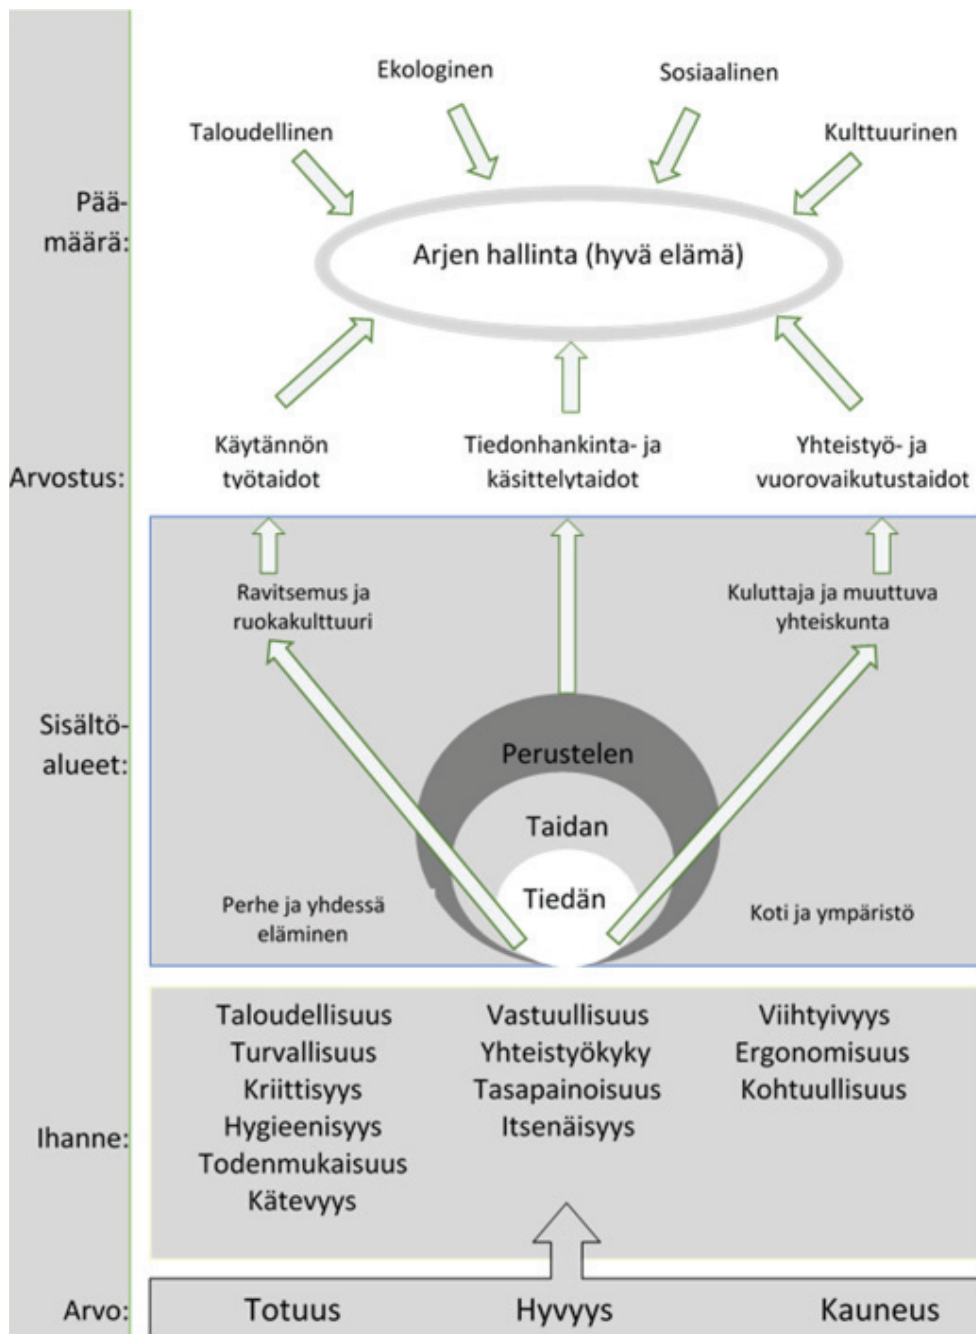 Ekologinen
Sosiaalinen
Taloudellinen
Kulttuurinen
Pää-
määrä:
Arjen hallinta (hyvä elämä)
Arvostus:
Käytännön
työtaidot
Tiedonhankinta- ja
käsittelytaidot
Yhteistyö- ja
vuorovaikutustaidot
Sisältö-
alueet:
Ravitsemus ja
ruokakulttuuri
Kuluttaja ja muuttuva
yhteiskunta
Perustelen
Taidan
Tiedän
Perhe ja yhdessä
eläminen
Koti ja ympäristö
Ihanne:
Taloudellisuus
Turvallisuus
Kriittisyys
Hygieenisyys
Todenmukaisuus
Kätevyys
Vastuullisuus
Yhteistyökyky
Tasapainoisuus
Itsenäisyys
Viihtyivyys
Ergonomisuus
Kohtuullisuus
Arvo:
Totuus
Hyvyys
Kauneus